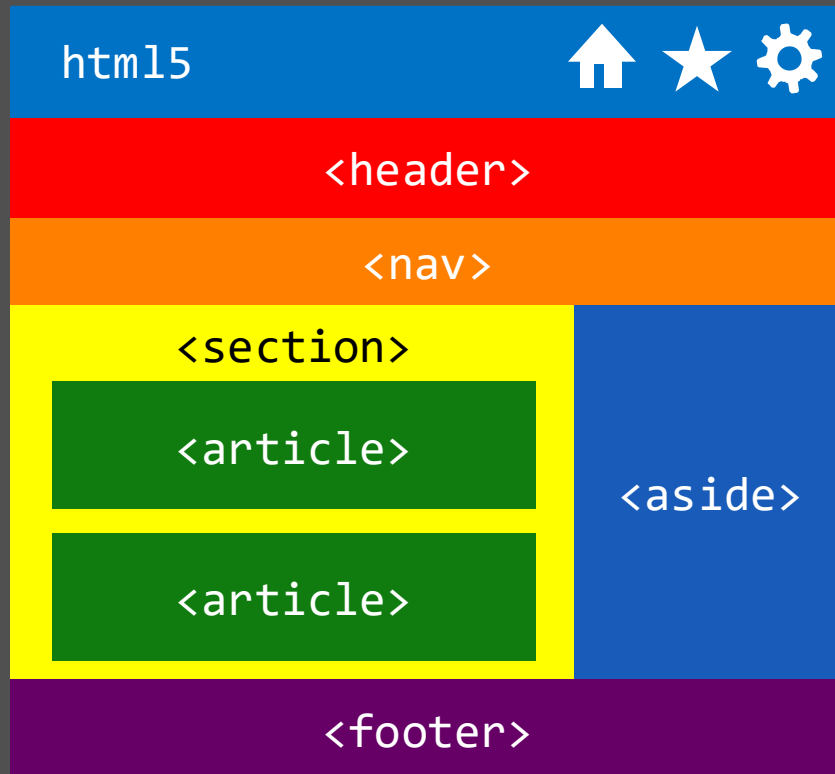 html5
<header>
<nav>
<section>
<article>
<aside>
<article>
<footer>